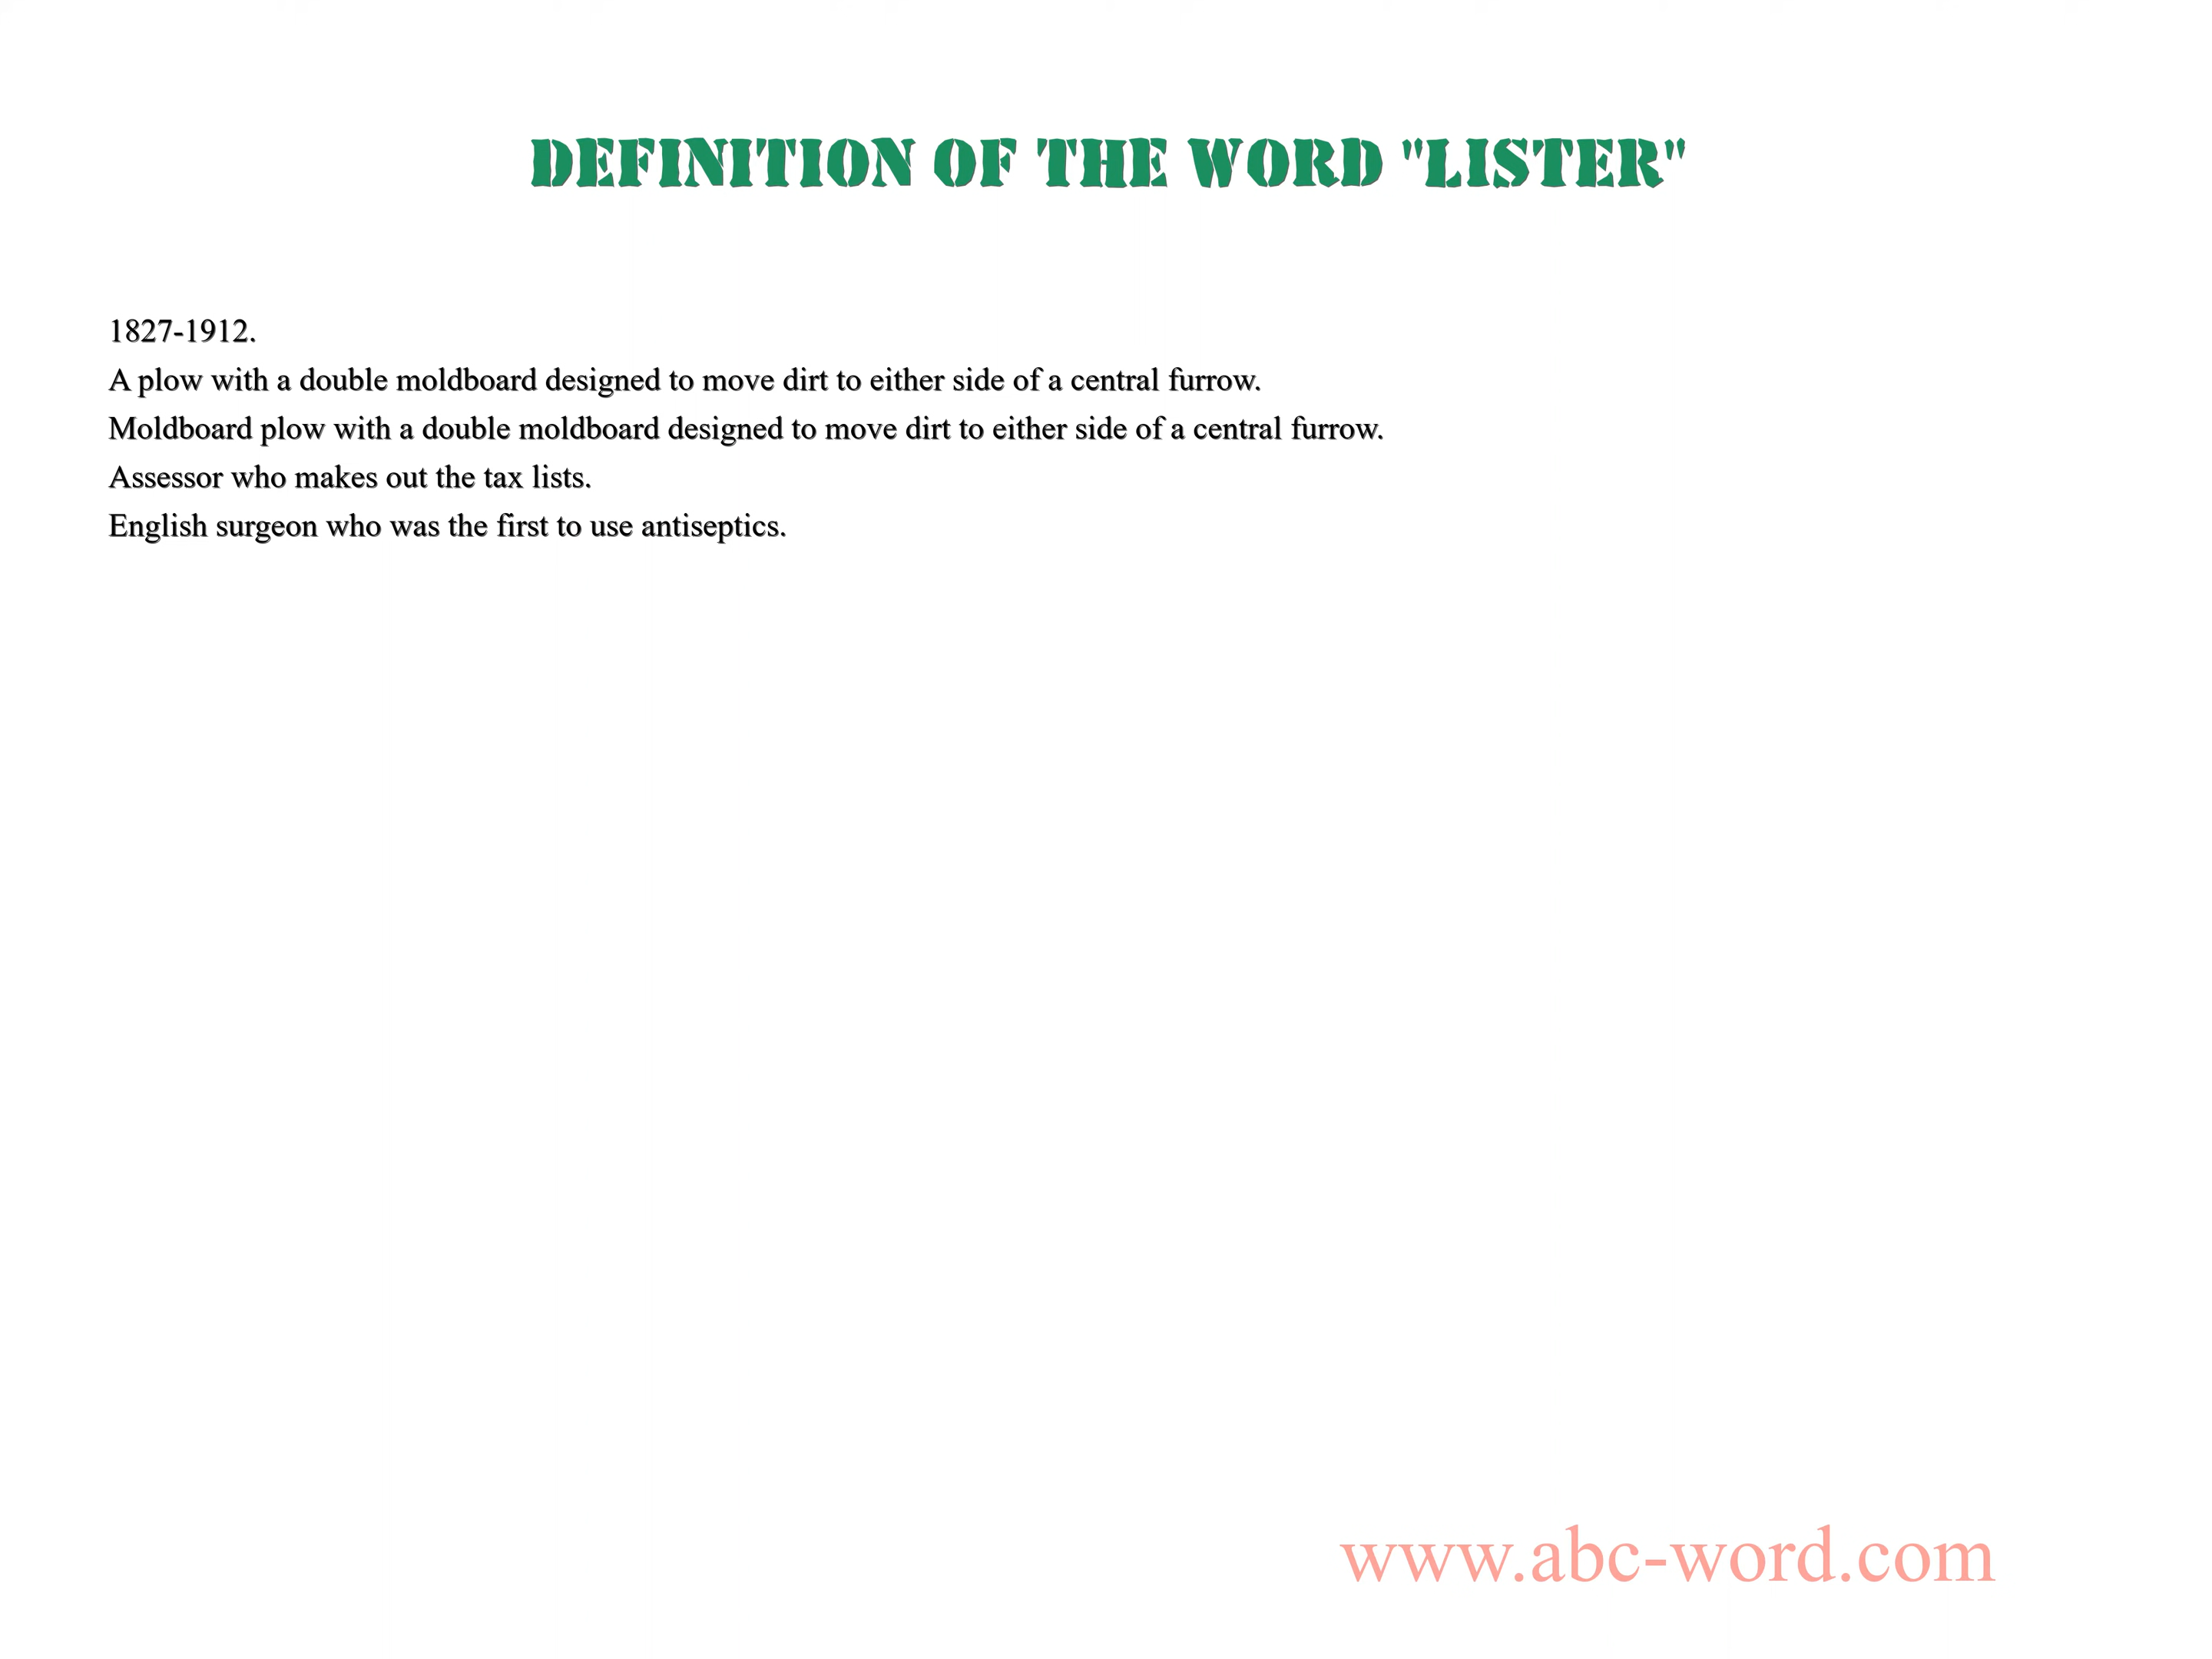 DEFINITION OF THE WORD "LISTER"
1827-1912.
A plow with a double moldboard designed to move dirt to either side of a central furrow.
Moldboard plow with a double moldboard designed to move dirt to either side of a central furrow.
Assessor who makes out the tax lists.
English surgeon who was the first to use antiseptics.
www.abc-word.com